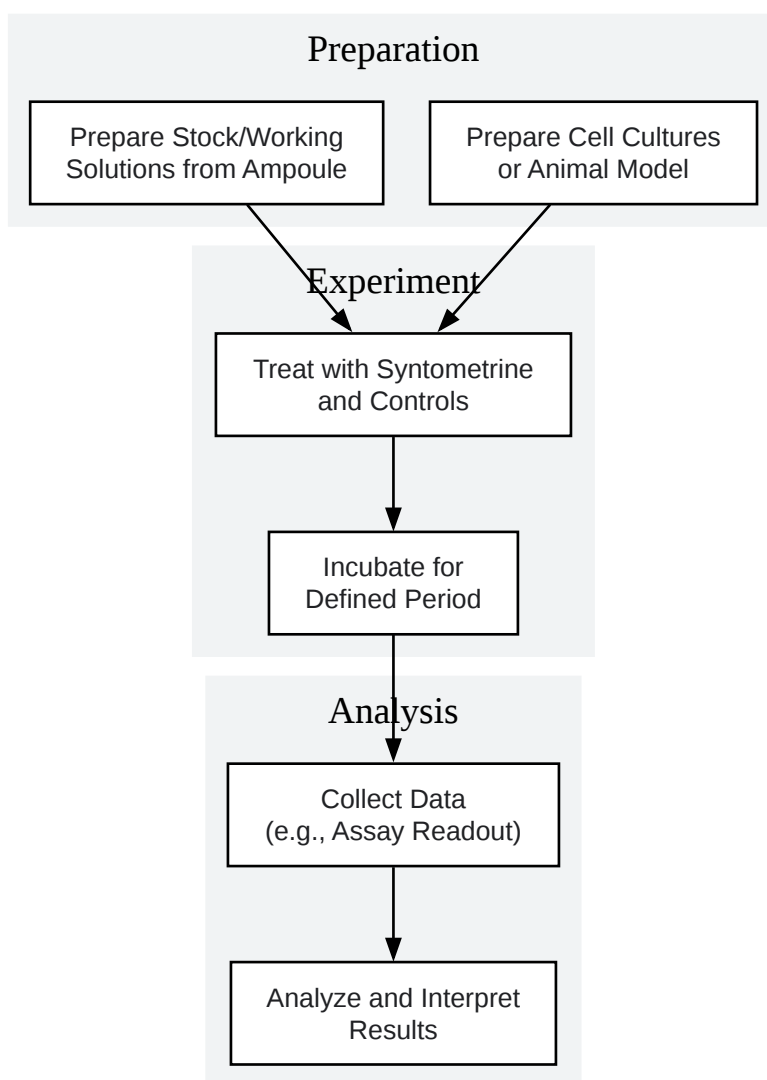 Preparation
Prepare Stock/Working
Solutions from Ampoule
Prepare Cell Cultures
or Animal Model
Experiment
Treat with Syntometrine
and Controls
Incubate for
Defined Period
Analysis
Collect Data
(e.g., Assay Readout)
Analyze and Interpret
Results